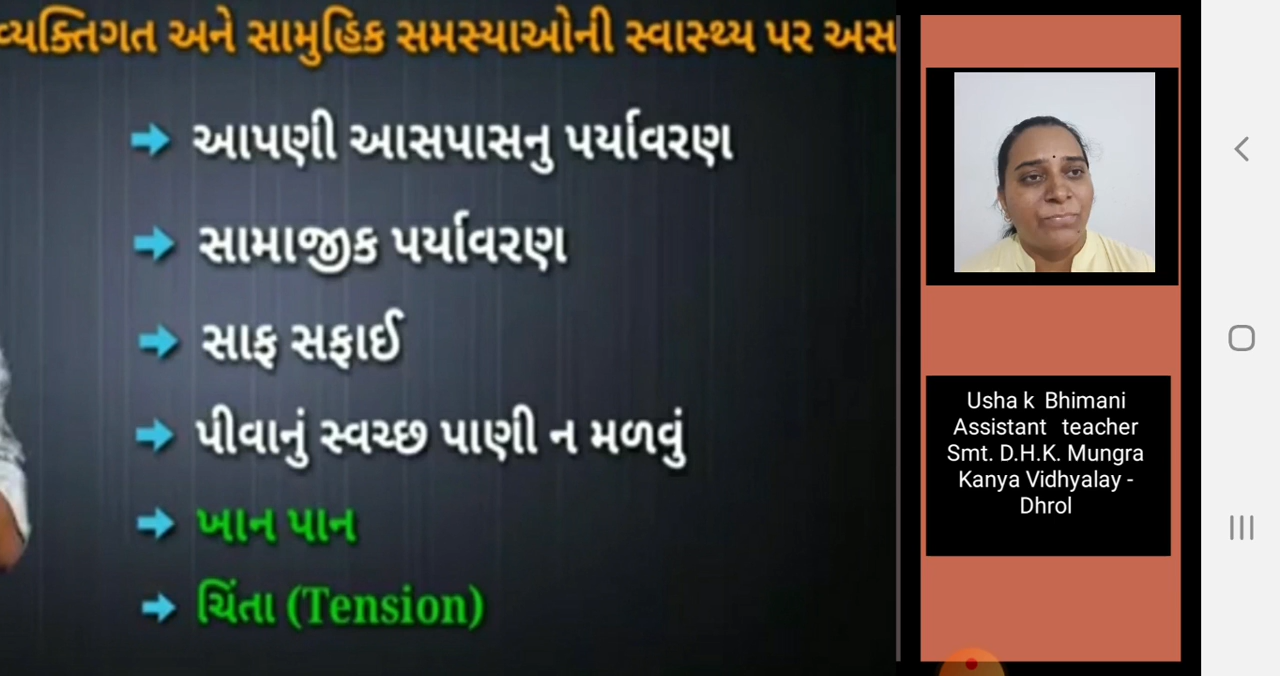 વ્યક્તિગત અને સામુહિક સમસ્યાઓની સ્વાસ્થ્ય પર અસ
આપણી આસપાસનુ પર્યાવરણ
સામાજીક પર્યાવરણ
સાફ સફાઈ
પીવાનું સ્વચ્છ પાણી ન મળવું
ખાન પાન
ચિંતા (Tension)
Usha k Bhimani
Assistant teacher
Smt. D.H.K. Mungra
Kanya Vidhyalay -
Dhrol